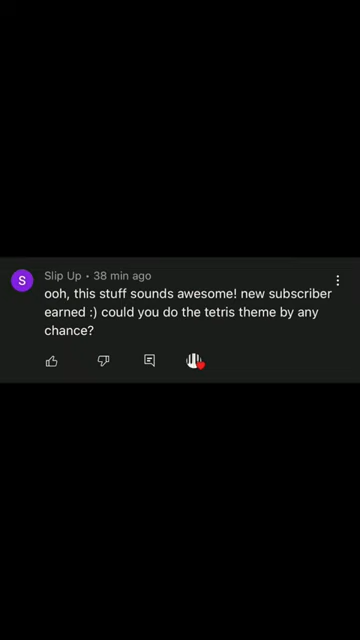 S
Slip Up • 38 min ago
ooh, this stuff sounds awesome! new subscriber
earned :) could you do the tetris theme by any
chance?